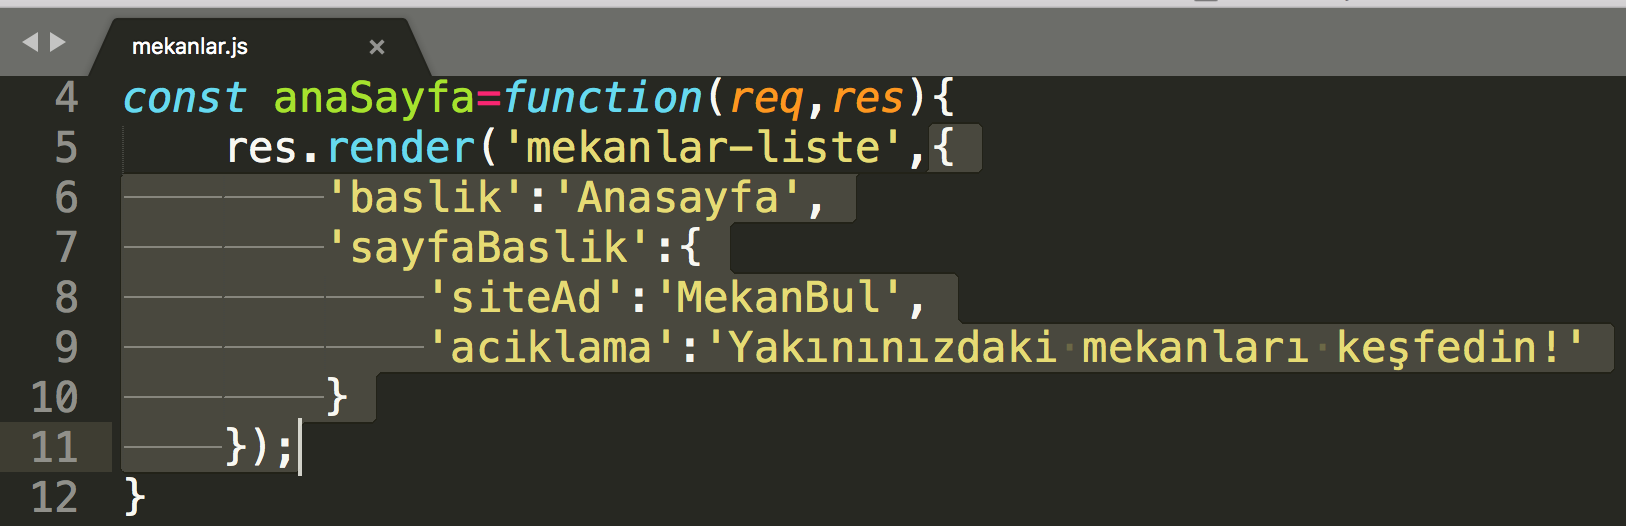 mekanlar.js
4 const anaSayfa=function(req,res){
5 res.render('mekanlar-liste',{
6 'baslik':'Anasayfa',
7 'sayfaBaslik':{
8 'siteAd':'MekanBul',
9 'aciklama':'Yakınınızdaki mekanları keşfedin!'
10 }
11 });
12 }